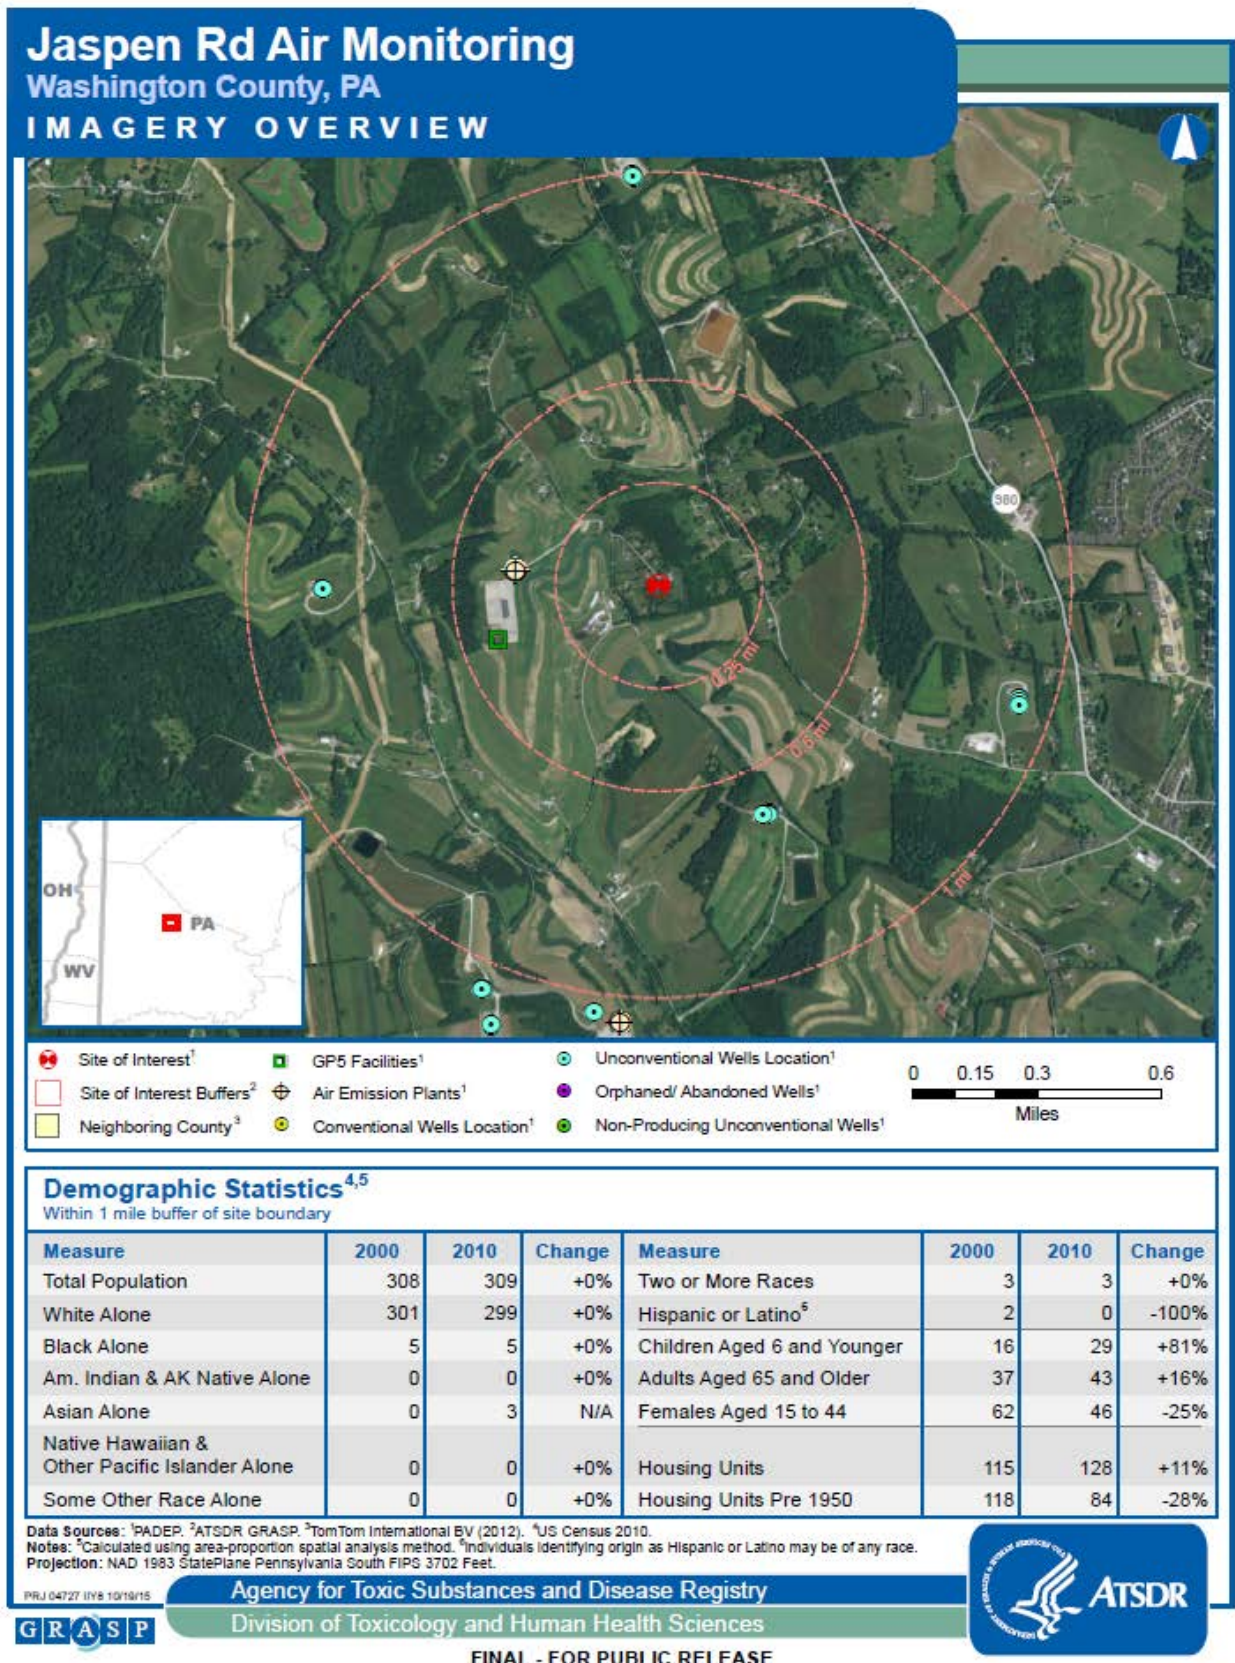 Jaspen Rd Air Monitoring
Washington County, PA
IMAGERY OVERVIEW
980
0.25 mi
0.5 mi
1 mi
OH
PA
WV
Site of Interest¹
Site of Interest Buffers²
Neighboring County³
GP5 Facilities¹
Air Emission Plants¹
Conventional Wells Location¹
Unconventional Wells Location¹
Orphaned/ Abandoned Wells¹
Non-Producing Unconventional Wells¹
0 0.15 0.3 0.6
Miles
Demographic Statistics⁴,⁵
Within 1 mile buffer of site boundary
Measure 2000 2010 Change Measure 2000 2010 Change
Total Population 308 309 +0% Two or More Races 3 3 +0%
White Alone 301 299 +0% Hispanic or Latino⁶ 2 0 -100%
Black Alone 5 5 +0% Children Aged 6 and Younger 16 29 +81%
Am. Indian & AK Native Alone 0 0 +0% Adults Aged 65 and Older 37 43 +16%
Asian Alone 0 3 N/A Females Aged 15 to 44 62 46 -25%
Native Hawaiian &
Other Pacific Islander Alone 0 0 +0% Housing Units 115 128 +11%
Some Other Race Alone 0 0 +0% Housing Units Pre 1950 118 84 -28%
Data Sources: ¹PADEP. ²ATSDR GRASP. ³TomTom International BV (2012). ⁴US Census 2010.
Notes: ⁵Calculated using area-proportion spatial analysis method. ⁶Individuals identifying origin as Hispanic or Latino may be of any race.
Projection: NAD 1983 StatePlane Pennsylvania South FIPS 3702 Feet.
PRJ 04727 IIY8 10/19/15
Agency for Toxic Substances and Disease Registry
Division of Toxicology and Human Health Sciences
GRASP
ATSDR
FINAL - FOR PUBLIC RELEASE